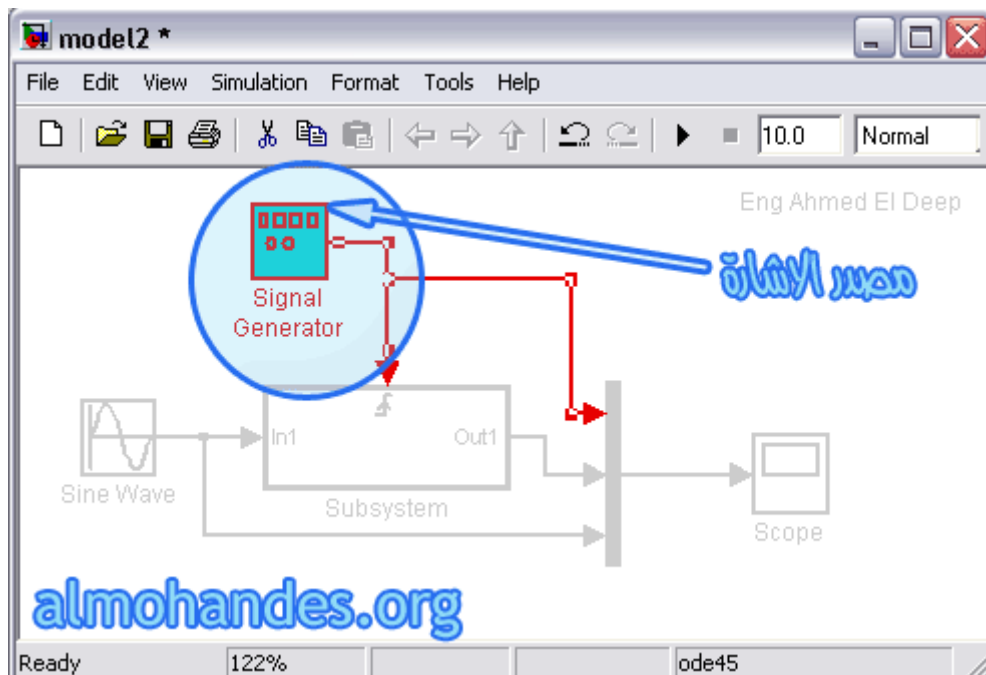 model2 *
File Edit View Simulation Format Tools Help
10.0 Normal
Eng Ahmed El Deep
مصدر الاشارة
Signal
Generator
In1 Out1
Sine Wave
Subsystem
Scope
almohandes.org
Ready 122% ode45